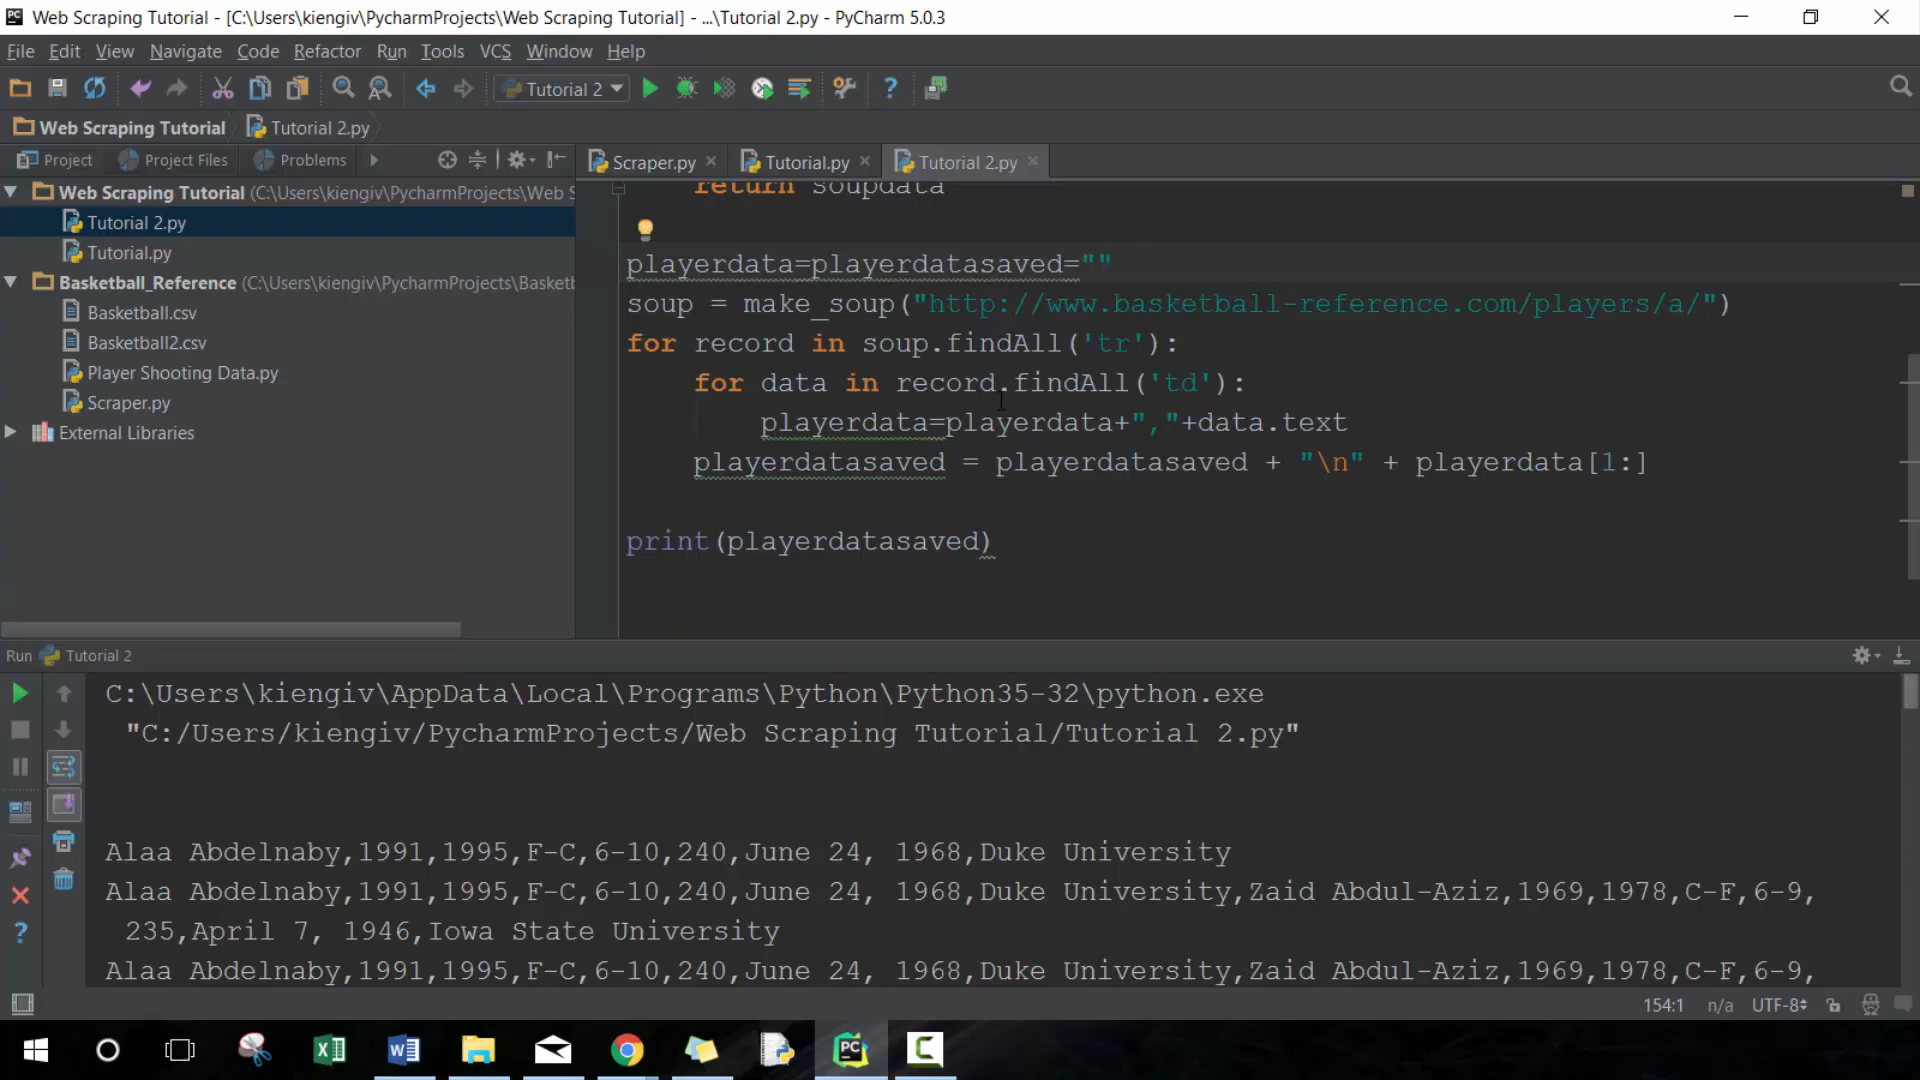 Web Scraping Tutorial - [C:\Users\kiengiv\PycharmProjects\Web Scraping Tutorial] - ...\Tutorial 2.py - PyCharm 5.0.3
File Edit View Navigate Code Refactor Run Tools VCS Window Help
Tutorial 2
Web Scraping Tutorial Tutorial 2.py
Project Project Files Problems
Scraper.py Tutorial.py Tutorial 2.py
Web Scraping Tutorial (C:\Users\kiengiv\PycharmProjects\Web S
Tutorial 2.py
Tutorial.py
Basketball_Reference (C:\Users\kiengiv\PycharmProjects\Basket
Basketball.csv
Basketball2.csv
Player Shooting Data.py
Scraper.py
External Libraries
return soupdata
playerdata=playerdatasaved=""
soup = make_soup("http://www.basketball-reference.com/players/a/")
for record in soup.findAll('tr'):
for data in record.findAll('td'):
playerdata=playerdata+","+data.text
playerdatasaved = playerdatasaved + "\n" + playerdata[1:]
print(playerdatasaved)
Run Tutorial 2
C:\Users\kiengiv\AppData\Local\Programs\Python\Python35-32\python.exe
"C:/Users/kiengiv/PycharmProjects/Web Scraping Tutorial/Tutorial 2.py"
Alaa Abdelnaby,1991,1995,F-C,6-10,240,June 24, 1968,Duke University
Alaa Abdelnaby,1991,1995,F-C,6-10,240,June 24, 1968,Duke University,Zaid Abdul-Aziz,1969,1978,C-F,6-9,
235,April 7, 1946,Iowa State University
Alaa Abdelnaby,1991,1995,F-C,6-10,240,June 24, 1968,Duke University,Zaid Abdul-Aziz,1969,1978,C-F,6-9,
154:1 n/a UTF-8